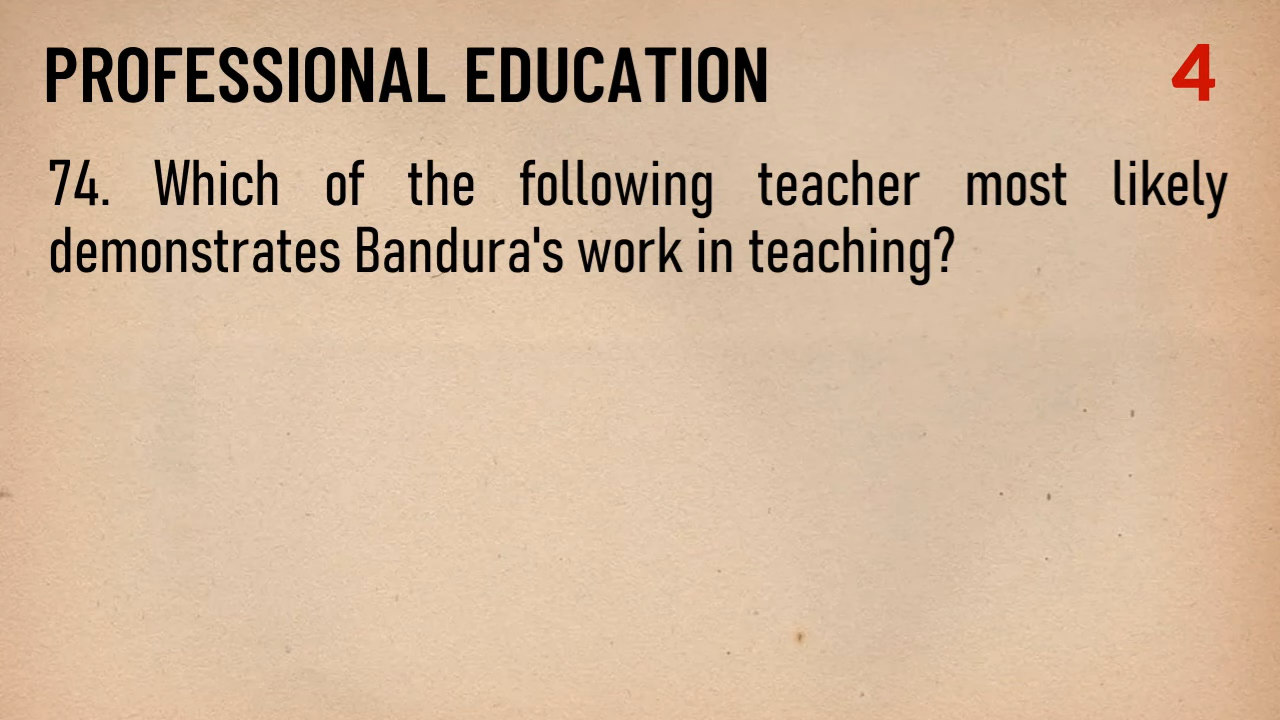 PROFESSIONAL EDUCATION
4
74. Which of the following teacher most likely
demonstrates Bandura's work in teaching?